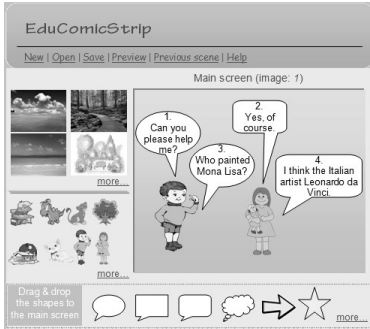 EduComicStrip
New | Open | Save | Preview | Previous scene | Help
Main screen (image: 1)
more...
more...
1.
Can you
please help
me?
2.
Yes, of
course.
3.
Who painted
Mona Lisa?
4.
I think the Italian
artist Leonardo da
Vinci.
Drag & drop
the shapes to
the main screen
more...